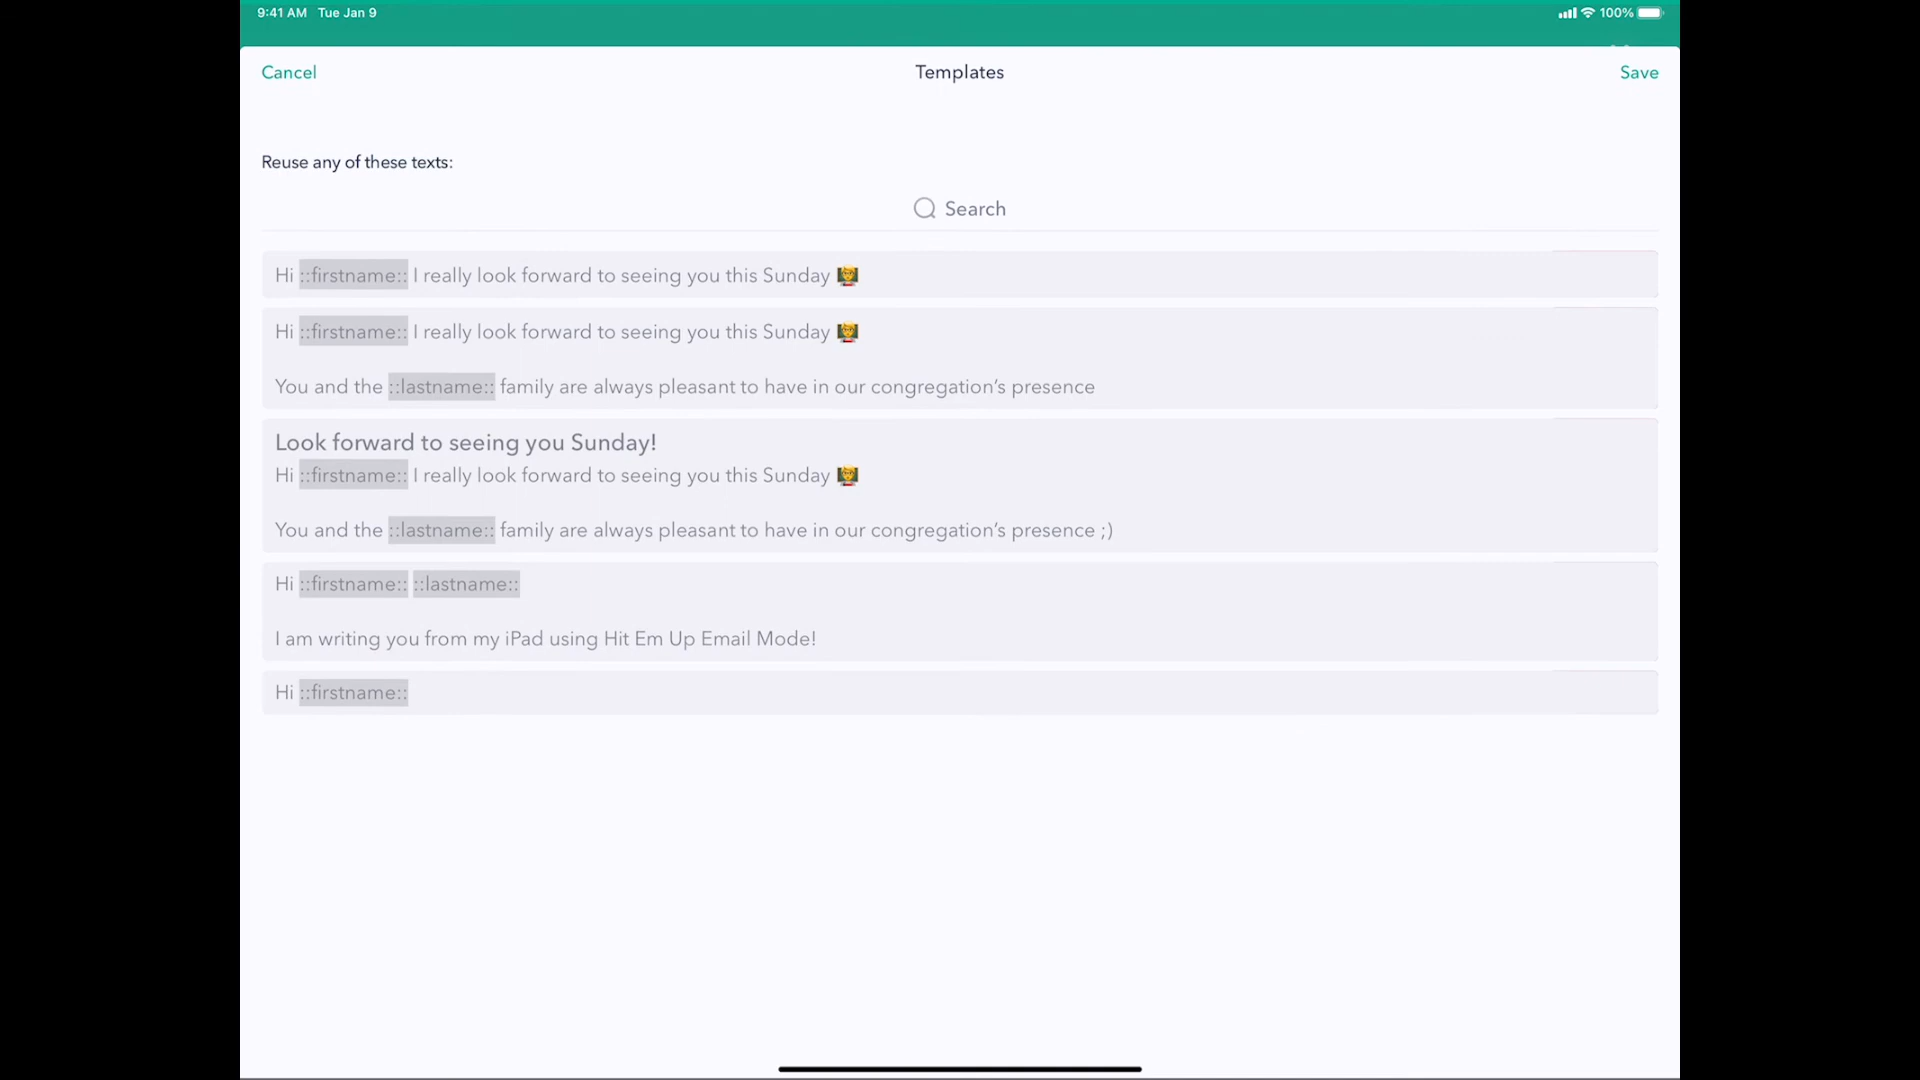 9:41 AM Tue Jan 9 100%
Cancel Templates Save
Reuse any of these texts:
Search
Hi ::firstname:: I really look forward to seeing you this Sunday 👨‍🏫
Hi ::firstname:: I really look forward to seeing you this Sunday 👨‍🏫
You and the ::lastname:: family are always pleasant to have in our congregation’s presence
Look forward to seeing you Sunday!
Hi ::firstname:: I really look forward to seeing you this Sunday 👨‍🏫
You and the ::lastname:: family are always pleasant to have in our congregation’s presence ;)
Hi ::firstname:: ::lastname::
I am writing you from my iPad using Hit Em Up Email Mode!
Hi ::firstname::